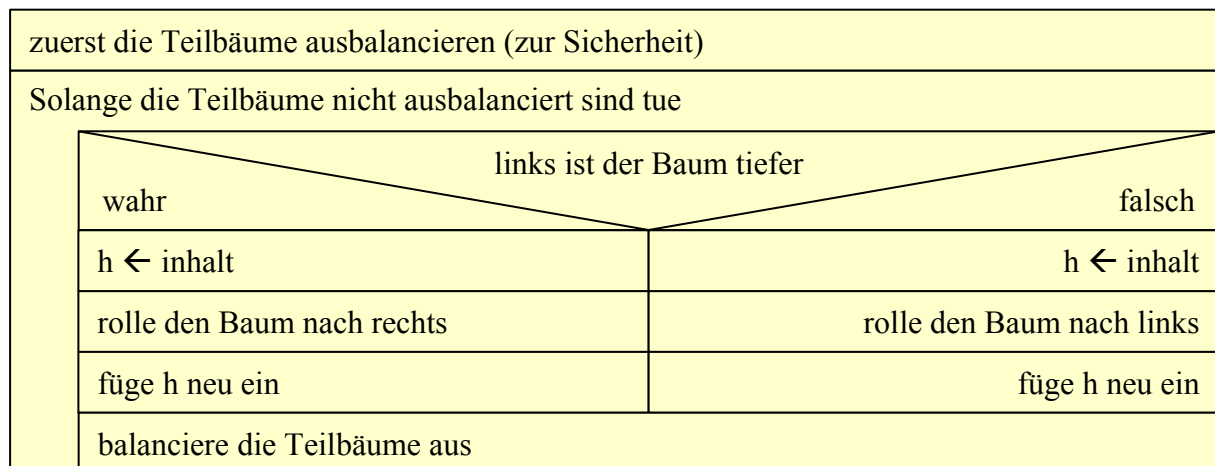 zuerst die Teilbäume ausbalancieren (zur Sicherheit)
Solange die Teilbäume nicht ausbalanciert sind tue
links ist der Baum tiefer
wahr
falsch
h ← inhalt
h ← inhalt
rolle den Baum nach rechts
rolle den Baum nach links
füge h neu ein
füge h neu ein
balanciere die Teilbäume aus